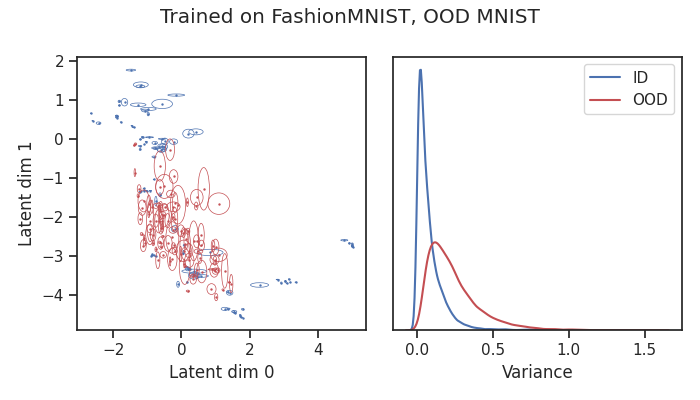 Trained on FashionMNIST, OOD MNIST
2
1
0
−1
−2
−3
−4
Latent dim 1
−2
0
2
4
Latent dim 0
ID
OOD
0.0
0.5
1.0
1.5
Variance